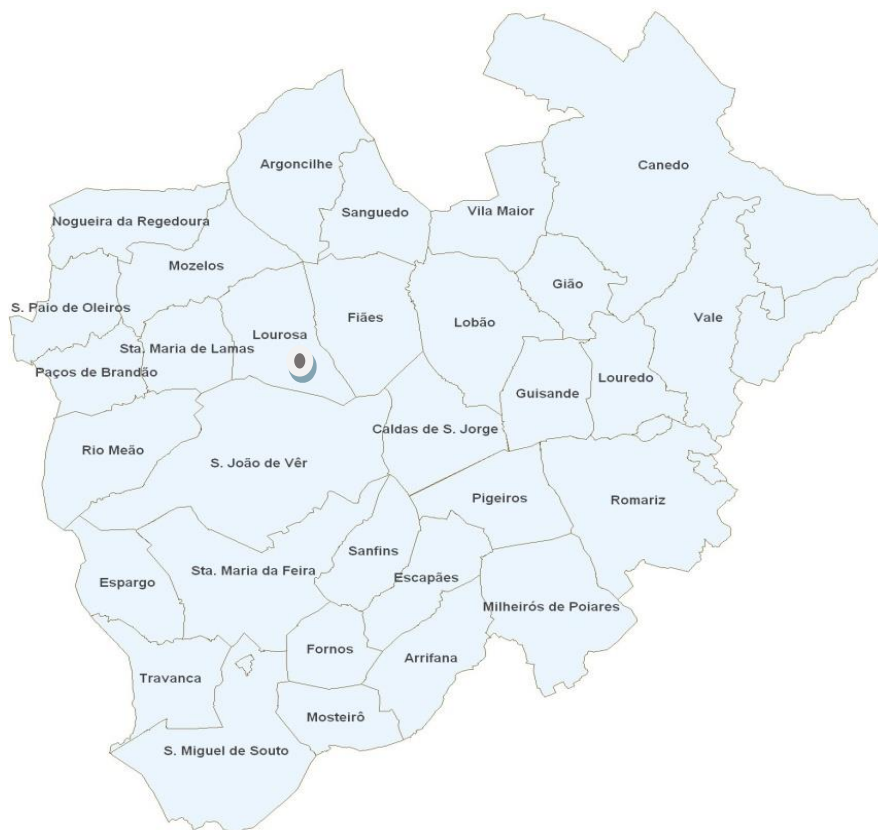 Argoncilhe
Canedo
Sanguedo
Vila Maior
Nogueira da Regedoura
Mozelos
Gião
S. Paio de Oleiros
Lourosa
Fiães
Lobão
Vale
Sta. Maria de Lamas
Paços de Brandão
Louredo
Guisande
Caldas de S. Jorge
Rio Meão
S. João de Vêr
Pigeiros
Romariz
Sanfins
Sta. Maria da Feira
Escapães
Espargo
Milheirós de Poiares
Fornos
Arrifana
Travanca
Mosteirô
S. Miguel de Souto